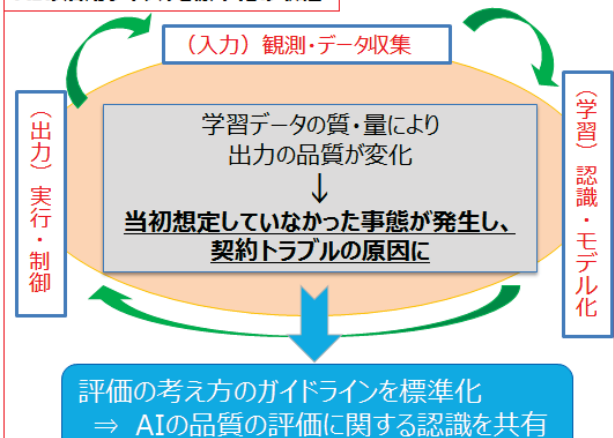 （入力）観測・データ収集
（出力）実行・制御
（学習）認識・モデル化
学習データの質・量により
出力の品質が変化
↓
当初想定していなかった事態が発生し、
契約トラブルの原因に
評価の考え方のガイドラインを標準化
⇒ AIの品質の評価に関する認識を共有